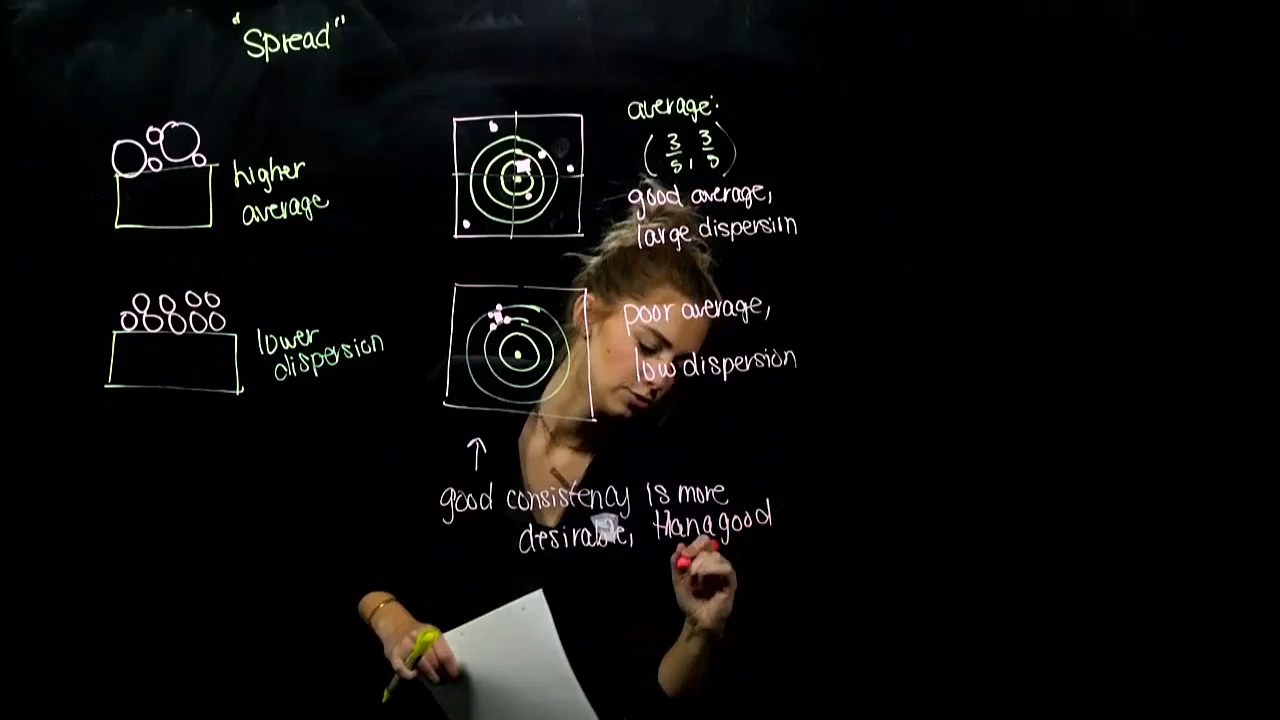 "Spread"
higher
average
lower
dispersion
average:
(3/5, 3/5)
good average,
large dispersion
poor average,
low dispersion
good consistency is more
desirable, than a good